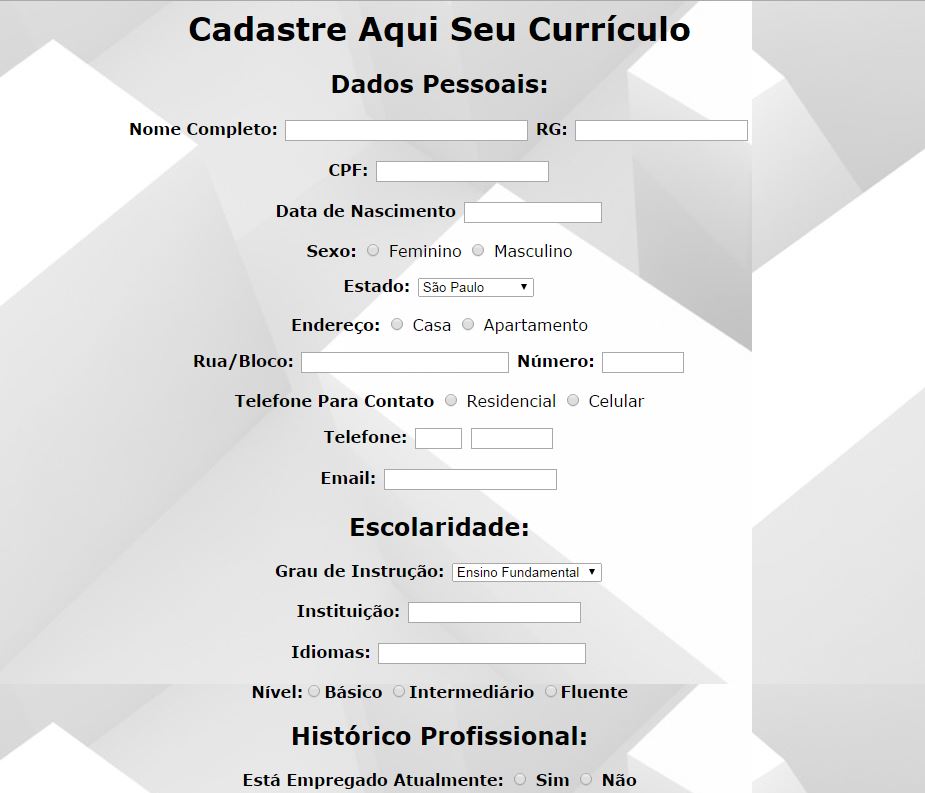 Cadastre Aqui Seu Currículo
Dados Pessoais:
Nome Completo: RG:
CPF:
Data de Nascimento
Sexo: Feminino Masculino
Estado: São Paulo
Endereço: Casa Apartamento
Rua/Bloco: Número:
Telefone Para Contato Residencial Celular
Telefone:
Email:
Escolaridade:
Grau de Instrução: Ensino Fundamental
Instituição:
Idiomas:
Nível: Básico Intermediário Fluente
Histórico Profissional:
Está Empregado Atualmente: Sim Não